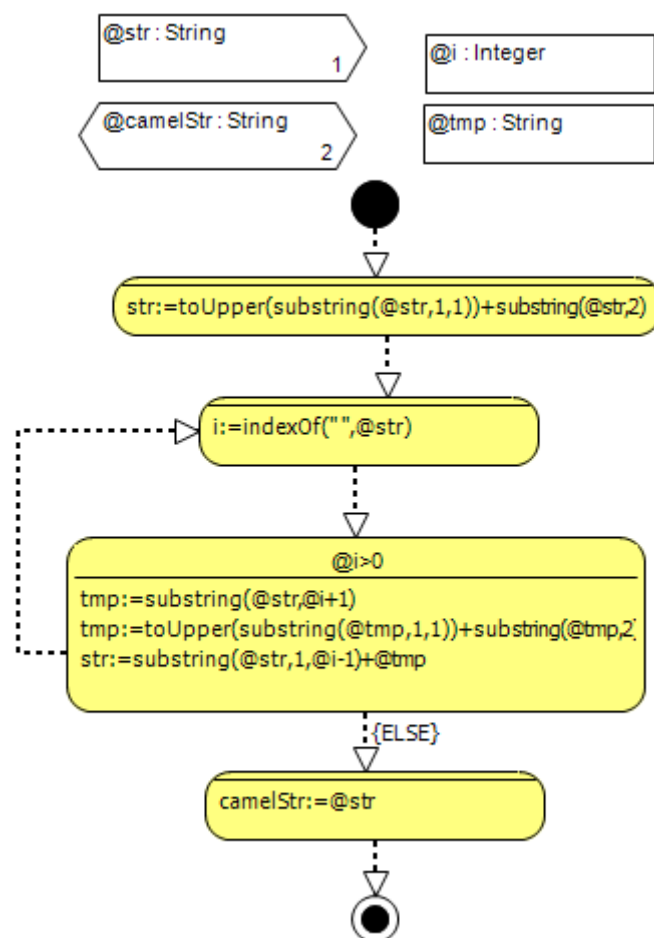 @str : String
1
@i : Integer
@camelStr : String
2
@tmp : String
str:=toUpper(substring(@str,1,1))+substring(@str,2)
i:=indexOf(" ",@str)
@i>0
tmp:=substring(@str,@i+1)
tmp:=toUpper(substring(@tmp,1,1))+substring(@tmp,2)
str:=substring(@str,1,@i-1)+@tmp
{ELSE}
camelStr:=@str